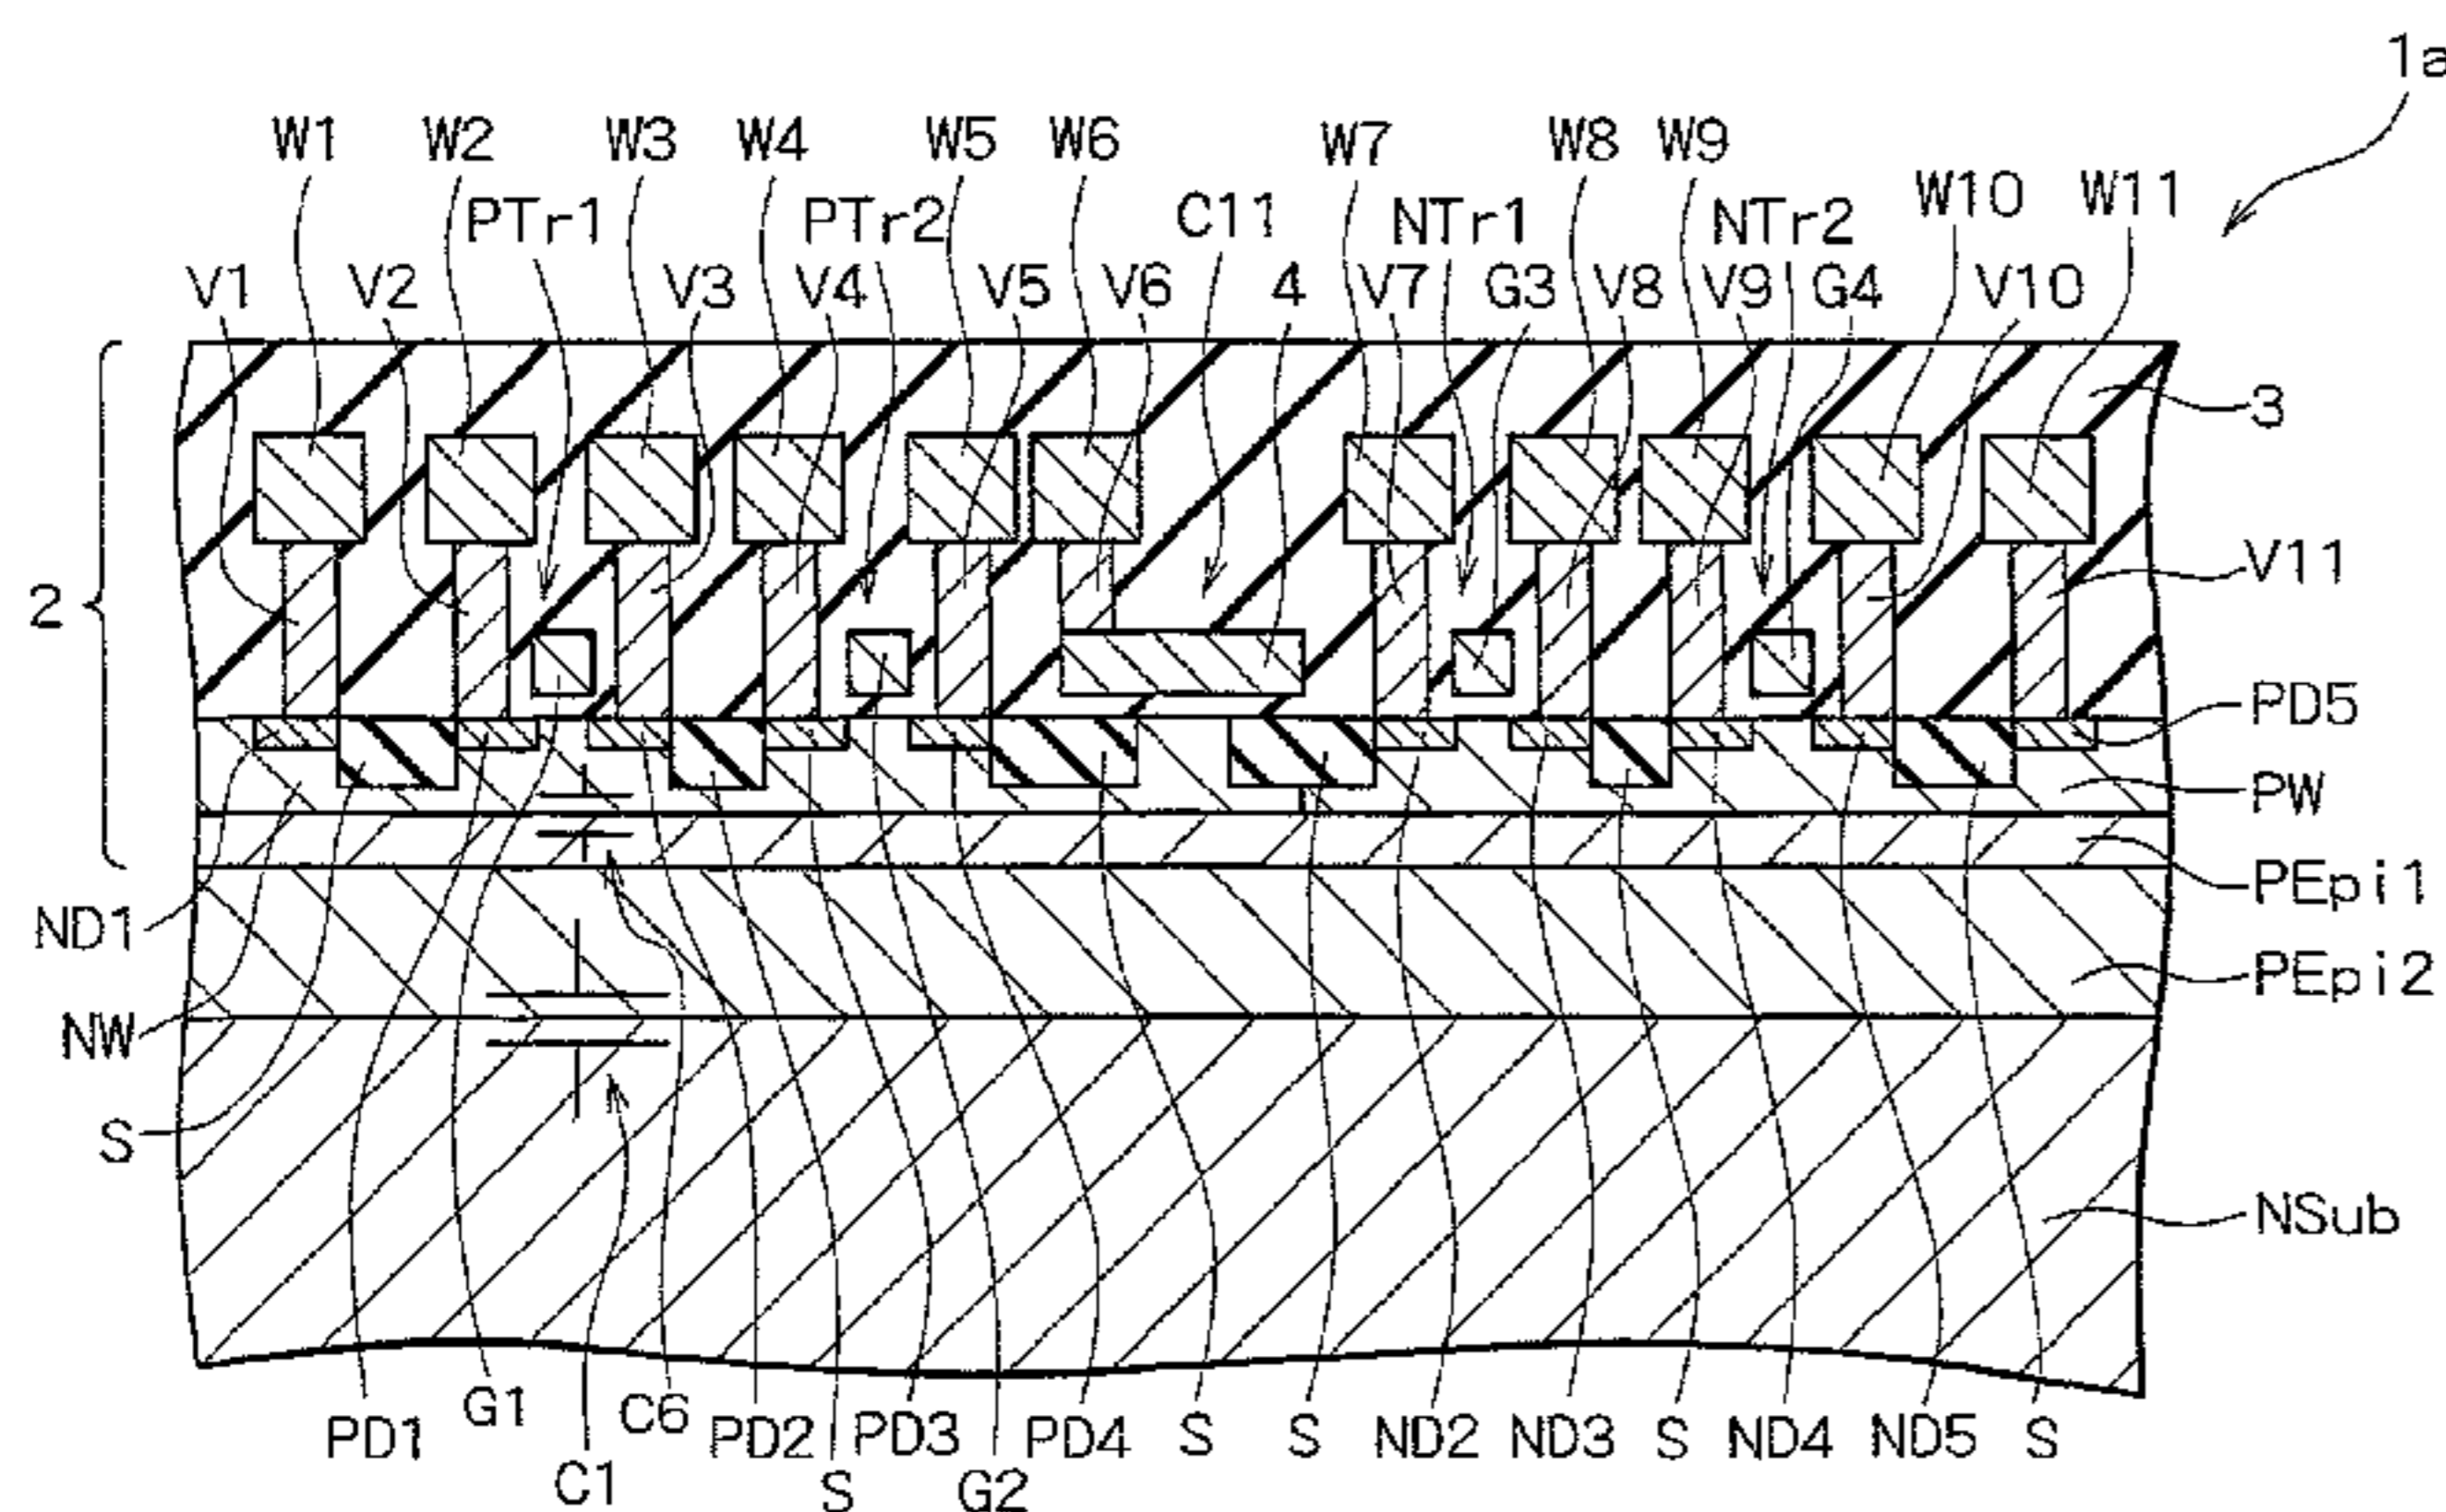 1a
W1 W2 W3 W4 W5 W6 W7 W8 W9 W10 W11
PTr1 PTr2 C11 NTr1 NTr2
V1 V2 V3 V4 V5 V6 4 V7 G3 V8 V9 G4 V10
3
2
V11
PD5
PW
PEpi1
ND1
PEpi2
NW
S
NSub
PD1 G1 C6 PD2 PD3 PD4 S S ND2 ND3 S ND4 ND5 S
C1 S G2